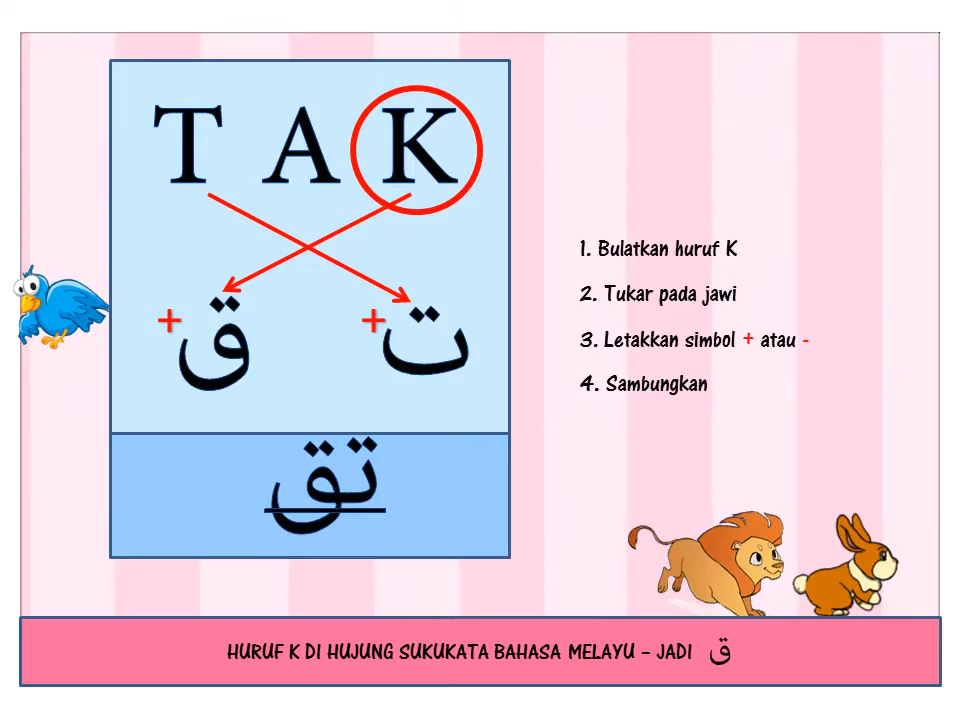 T A K
+ ق + ت
تق
1. Bulatkan huruf K
2. Tukar pada jawi
3. Letakkan simbol + atau -
4. Sambungkan
HURUF K DI HUJUNG SUKUKATA BAHASA MELAYU – JADI ق